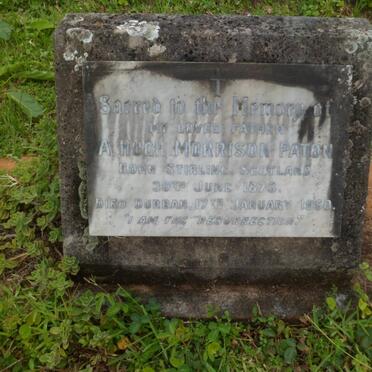 Sacred to the Memory of
my loved father
A. Hugh Morrison Paton
Born Stirling Scotland
30th June 1873.
Died Durban 17th January 1950.
"I am the "Resurrection"